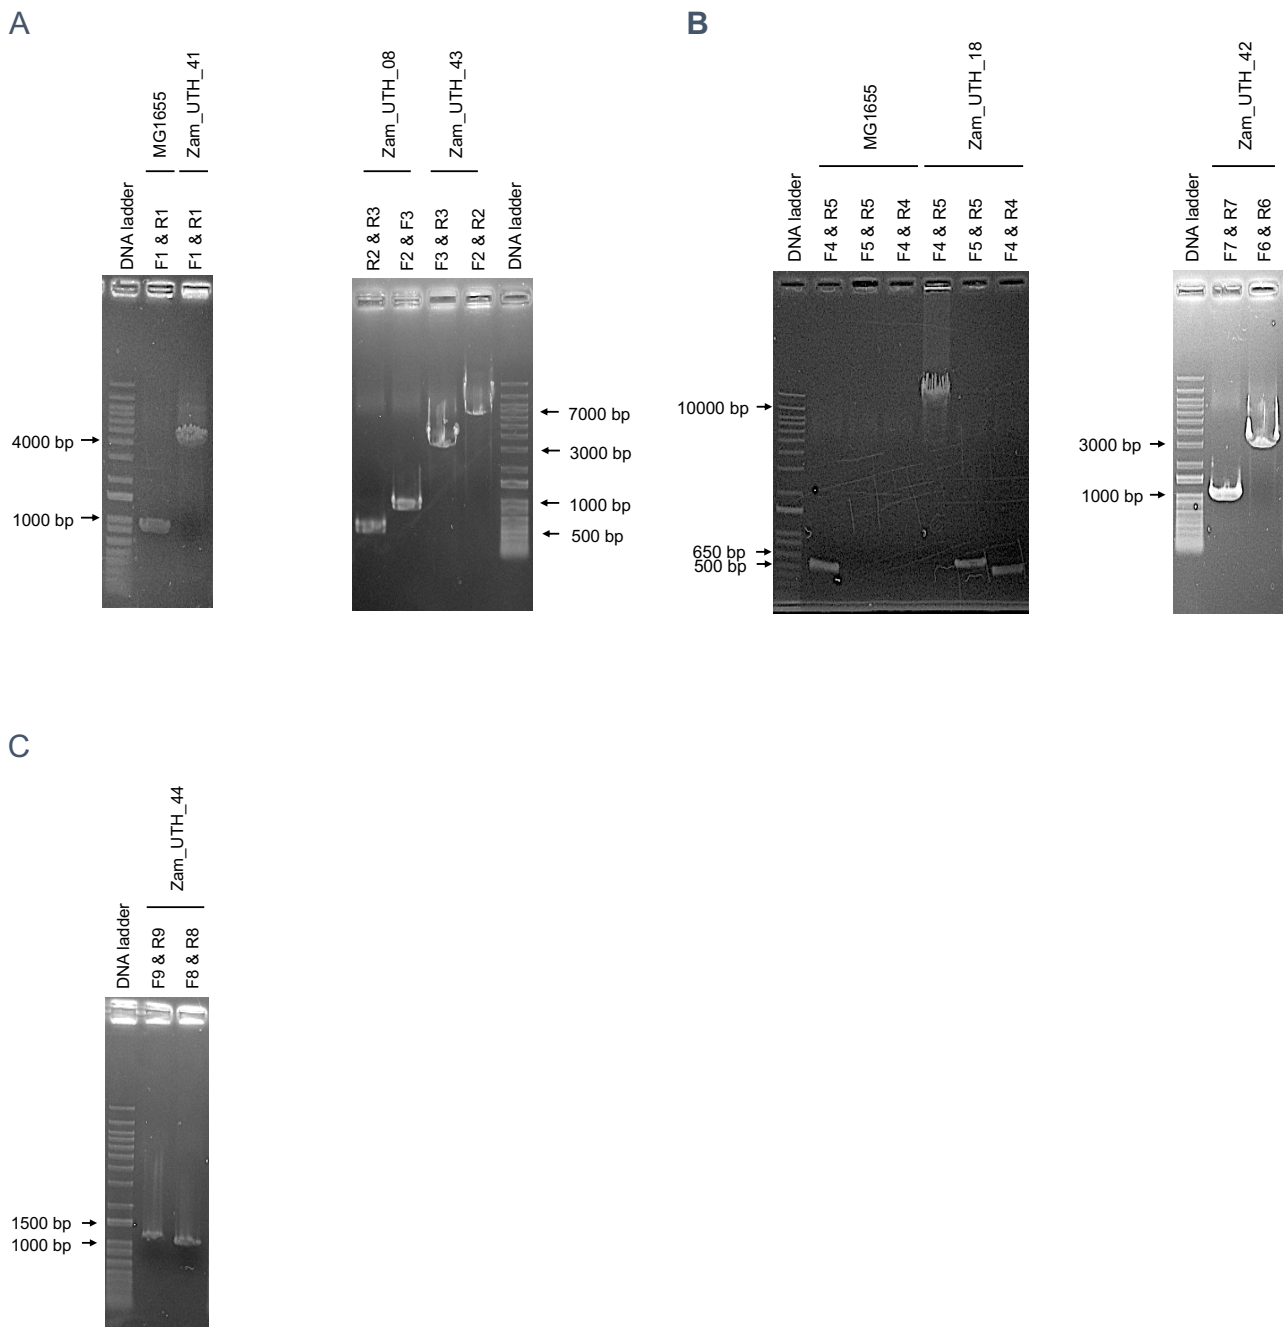 A
MG1655
Zam_UTH_41
DNA ladder
F1 & R1
F1 & R1
4000 bp
1000 bp
Zam_UTH_08
Zam_UTH_43
R2 & R3
F2 & F3
F3 & R3
F2 & R2
DNA ladder
7000 bp
3000 bp
1000 bp
500 bp
B
MG1655
Zam_UTH_18
DNA ladder
F4 & R5
F5 & R5
F4 & R4
F4 & R5
F5 & R5
F4 & R4
10000 bp
650 bp
500 bp
Zam_UTH_42
DNA ladder
F7 & R7
F6 & R6
3000 bp
1000 bp
C
Zam_UTH_44
DNA ladder
F9 & R9
F8 & R8
1500 bp
1000 bp